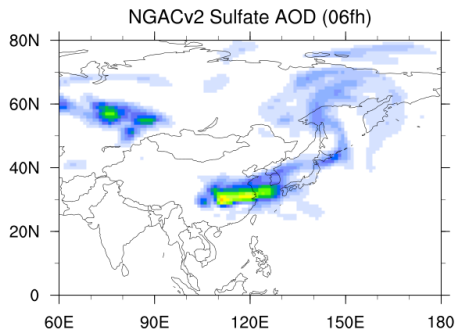 NGACv2 Sulfate AOD (06fh)
80N
60N
40N
20N
0
60E 90E 120E 150E 180